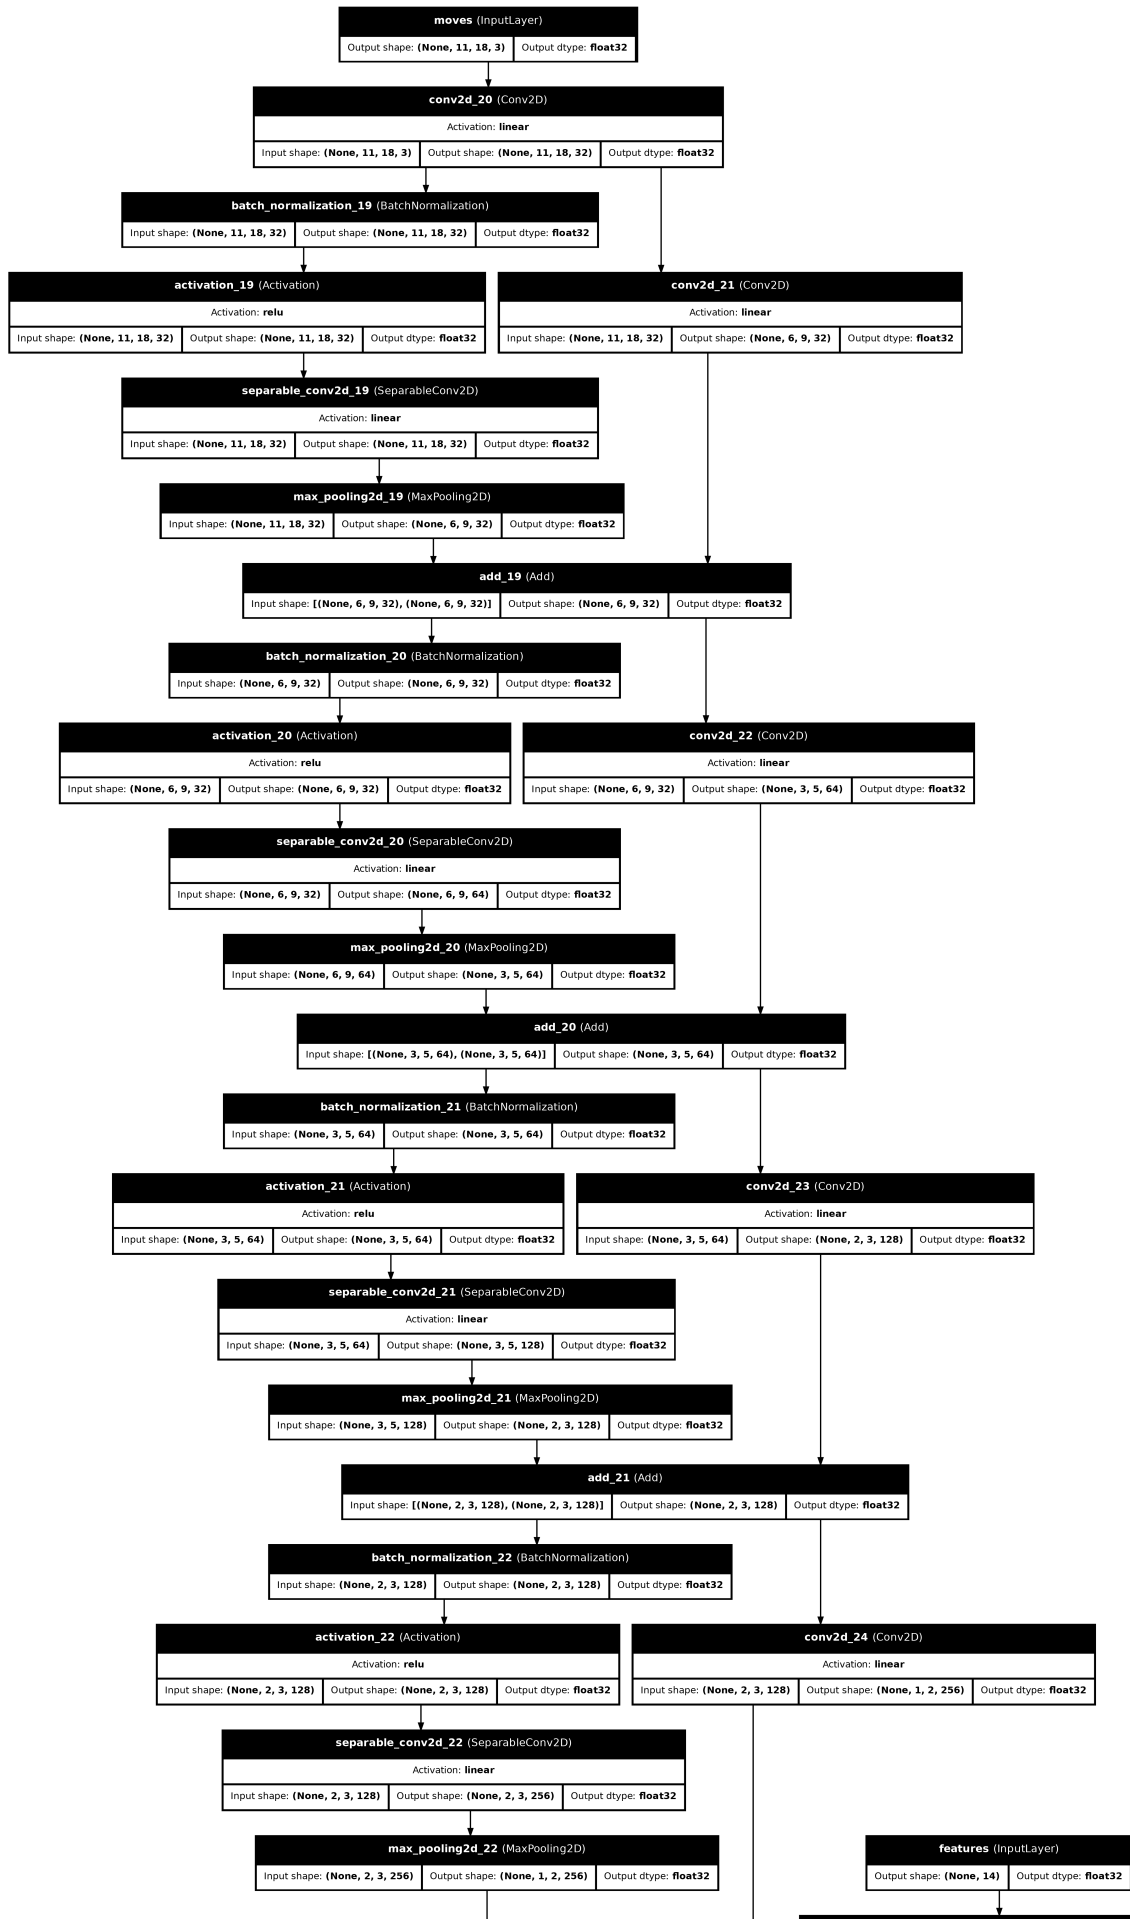 moves (InputLayer)
Output shape: (None, 11, 18, 3) Output dtype: float32
conv2d_20 (Conv2D)
Activation: linear
Input shape: (None, 11, 18, 3) Output shape: (None, 11, 18, 32) Output dtype: float32
batch_normalization_19 (BatchNormalization)
Input shape: (None, 11, 18, 32) Output shape: (None, 11, 18, 32) Output dtype: float32
activation_19 (Activation)
Activation: relu
Input shape: (None, 11, 18, 32) Output shape: (None, 11, 18, 32) Output dtype: float32
conv2d_21 (Conv2D)
Activation: linear
Input shape: (None, 11, 18, 32) Output shape: (None, 6, 9, 32) Output dtype: float32
separable_conv2d_19 (SeparableConv2D)
Activation: linear
Input shape: (None, 11, 18, 32) Output shape: (None, 11, 18, 32) Output dtype: float32
max_pooling2d_19 (MaxPooling2D)
Input shape: (None, 11, 18, 32) Output shape: (None, 6, 9, 32) Output dtype: float32
add_19 (Add)
Input shape: [(None, 6, 9, 32), (None, 6, 9, 32)] Output shape: (None, 6, 9, 32) Output dtype: float32
batch_normalization_20 (BatchNormalization)
Input shape: (None, 6, 9, 32) Output shape: (None, 6, 9, 32) Output dtype: float32
activation_20 (Activation)
Activation: relu
Input shape: (None, 6, 9, 32) Output shape: (None, 6, 9, 32) Output dtype: float32
conv2d_22 (Conv2D)
Activation: linear
Input shape: (None, 6, 9, 32) Output shape: (None, 3, 5, 64) Output dtype: float32
separable_conv2d_20 (SeparableConv2D)
Activation: linear
Input shape: (None, 6, 9, 32) Output shape: (None, 6, 9, 64) Output dtype: float32
max_pooling2d_20 (MaxPooling2D)
Input shape: (None, 6, 9, 64) Output shape: (None, 3, 5, 64) Output dtype: float32
add_20 (Add)
Input shape: [(None, 3, 5, 64), (None, 3, 5, 64)] Output shape: (None, 3, 5, 64) Output dtype: float32
batch_normalization_21 (BatchNormalization)
Input shape: (None, 3, 5, 64) Output shape: (None, 3, 5, 64) Output dtype: float32
activation_21 (Activation)
Activation: relu
Input shape: (None, 3, 5, 64) Output shape: (None, 3, 5, 64) Output dtype: float32
conv2d_23 (Conv2D)
Activation: linear
Input shape: (None, 3, 5, 64) Output shape: (None, 2, 3, 128) Output dtype: float32
separable_conv2d_21 (SeparableConv2D)
Activation: linear
Input shape: (None, 3, 5, 64) Output shape: (None, 3, 5, 128) Output dtype: float32
max_pooling2d_21 (MaxPooling2D)
Input shape: (None, 3, 5, 128) Output shape: (None, 2, 3, 128) Output dtype: float32
add_21 (Add)
Input shape: [(None, 2, 3, 128), (None, 2, 3, 128)] Output shape: (None, 2, 3, 128) Output dtype: float32
batch_normalization_22 (BatchNormalization)
Input shape: (None, 2, 3, 128) Output shape: (None, 2, 3, 128) Output dtype: float32
activation_22 (Activation)
Activation: relu
Input shape: (None, 2, 3, 128) Output shape: (None, 2, 3, 128) Output dtype: float32
conv2d_24 (Conv2D)
Activation: linear
Input shape: (None, 2, 3, 128) Output shape: (None, 1, 2, 256) Output dtype: float32
separable_conv2d_22 (SeparableConv2D)
Activation: linear
Input shape: (None, 2, 3, 128) Output shape: (None, 2, 3, 256) Output dtype: float32
max_pooling2d_22 (MaxPooling2D)
Input shape: (None, 2, 3, 256) Output shape: (None, 1, 2, 256) Output dtype: float32
features (InputLayer)
Output shape: (None, 14) Output dtype: float32